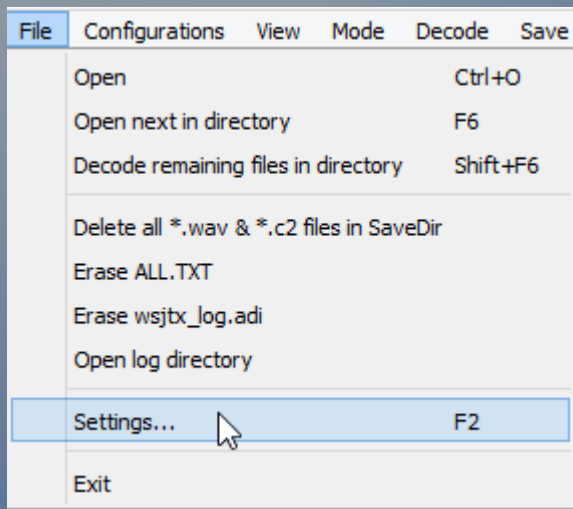 File Configurations View Mode Decode Save
Open Ctrl+O
Open next in directory F6
Decode remaining files in directory Shift+F6
Delete all *.wav & *.c2 files in SaveDir
Erase ALL.TXT
Erase wsjtx_log.adi
Open log directory
Settings... F2
Exit